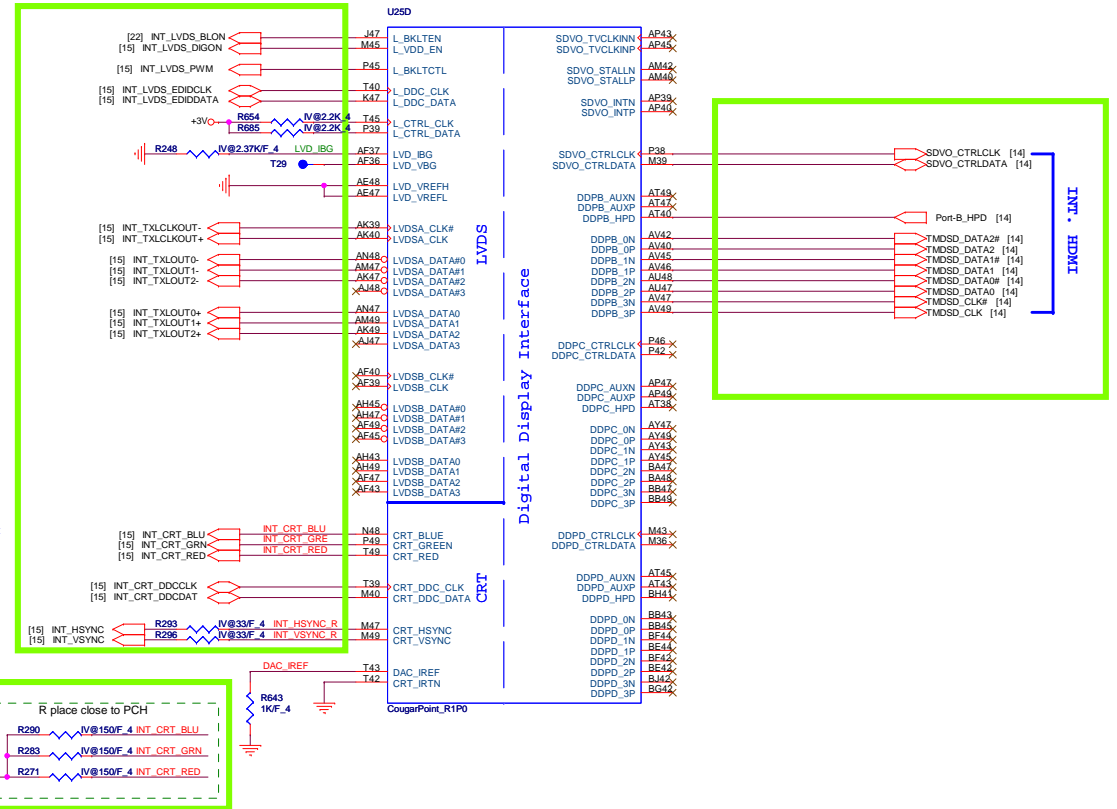 U25D
[22] INT_LVDS_BLON J47 L_BKLTEN SDVO_TVCLKINN AP43
[15] INT_LVDS_DIGON M45 L_VDD_EN SDVO_TVCLKINP AP45
[15] INT_LVDS_PWM P45 L_BKLTCTL SDVO_STALLN AM42
SDVO_STALLP AM40
[15] INT_LVDS_EDIDCLK T40 L_DDC_CLK
[15] INT_LVDS_EDIDDATA K47 L_DDC_DATA SDVO_INTN AP39
SDVO_INTP AP40
+3V R654 IV@2.2K_4 T45 L_CTRL_CLK
R685 IV@2.2K_4 P39 L_CTRL_DATA
R248 IV@2.37K/F_4 LVD_IBG AF37 LVD_IBG SDVO_CTRLCLK P38 SDVO_CTRLCLK [14]
T29 AF36 LVD_VBG SDVO_CTRLDATA M39 SDVO_CTRLDATA [14]
AE48 LVD_VREFH
AE47 LVD_VREFL DDPB_AUXN AT49
DDPB_AUXP AT47
DDPB_HPD AT40 Port-B_HPD [14]
INT. HDMI
[15] INT_TXLCLKOUT- AK39 LVDSA_CLK#
[15] INT_TXLCLKOUT+ AK40 LVDSA_CLK DDPB_0N AV42 TMDSD_DATA2# [14]
LVDS
DDPB_0P AV40 TMDSD_DATA2 [14]
[15] INT_TXLOUT0- AN48 LVDSA_DATA#0 DDPB_1N AV45 TMDSD_DATA1# [14]
[15] INT_TXLOUT1- AM47 LVDSA_DATA#1 DDPB_1P AV46 TMDSD_DATA1 [14]
[15] INT_TXLOUT2- AK47 LVDSA_DATA#2 DDPB_2N AU48 TMDSD_DATA0# [14]
AJ48 LVDSA_DATA#3 DDPB_2P AU47 TMDSD_DATA0 [14]
DDPB_3N AV47 TMDSD_CLK# [14]
[15] INT_TXLOUT0+ AN47 LVDSA_DATA0 DDPB_3P AV49 TMDSD_CLK [14]
[15] INT_TXLOUT1+ AM49 LVDSA_DATA1
[15] INT_TXLOUT2+ AK49 LVDSA_DATA2
AJ47 LVDSA_DATA3 DDPC_CTRLCLK P46
DDPC_CTRLDATA P42
Digital Display Interface
AF40 LVDSB_CLK#
AF39 LVDSB_CLK DDPC_AUXN AP47
DDPC_AUXP AP49
AH45 LVDSB_DATA#0 DDPC_HPD AT38
AH47 LVDSB_DATA#1
AF49 LVDSB_DATA#2 DDPC_0N AY47
AF45 LVDSB_DATA#3 DDPC_0P AY49
DDPC_1N AY43
AH43 LVDSB_DATA0 DDPC_1P AY45
AH49 LVDSB_DATA1 DDPC_2N BA47
AF47 LVDSB_DATA2 DDPC_2P BA48
AF43 LVDSB_DATA3 DDPC_3N BB47
DDPC_3P BB49
[15] INT_CRT_BLU INT_CRT_BLU N48 CRT_BLUE DDPD_CTRLCLK M43
[15] INT_CRT_GRN INT_CRT_GRE P49 CRT_GREEN DDPD_CTRLDATA M36
[15] INT_CRT_RED INT_CRT_RED T49 CRT_RED
CRT
DDPD_AUXN AT45
[15] INT_CRT_DDCCLK T39 CRT_DDC_CLK DDPD_AUXP AT43
[15] INT_CRT_DDCDAT M40 CRT_DDC_DATA DDPD_HPD BH41
DDPD_0N BB43
[15] INT_HSYNC R293 IV@33/F_4 INT_HSYNC_R M47 CRT_HSYNC DDPD_0P BB45
[15] INT_VSYNC R296 IV@33/F_4 INT_VSYNC_R M49 CRT_VSYNC DDPD_1N BF44
DDPD_1P BE44
DDPD_2N BF42
DAC_IREF T43 DAC_IREF DDPD_2P BE42
T42 CRT_IRTN DDPD_3N BJ42
DDPD_3P BG42
R643
1K/F_4
CougarPoint_R1P0
R place close to PCH
R290 IV@150/F_4 INT_CRT_BLU
R283 IV@150/F_4 INT_CRT_GRN
R271 IV@150/F_4 INT_CRT_RED